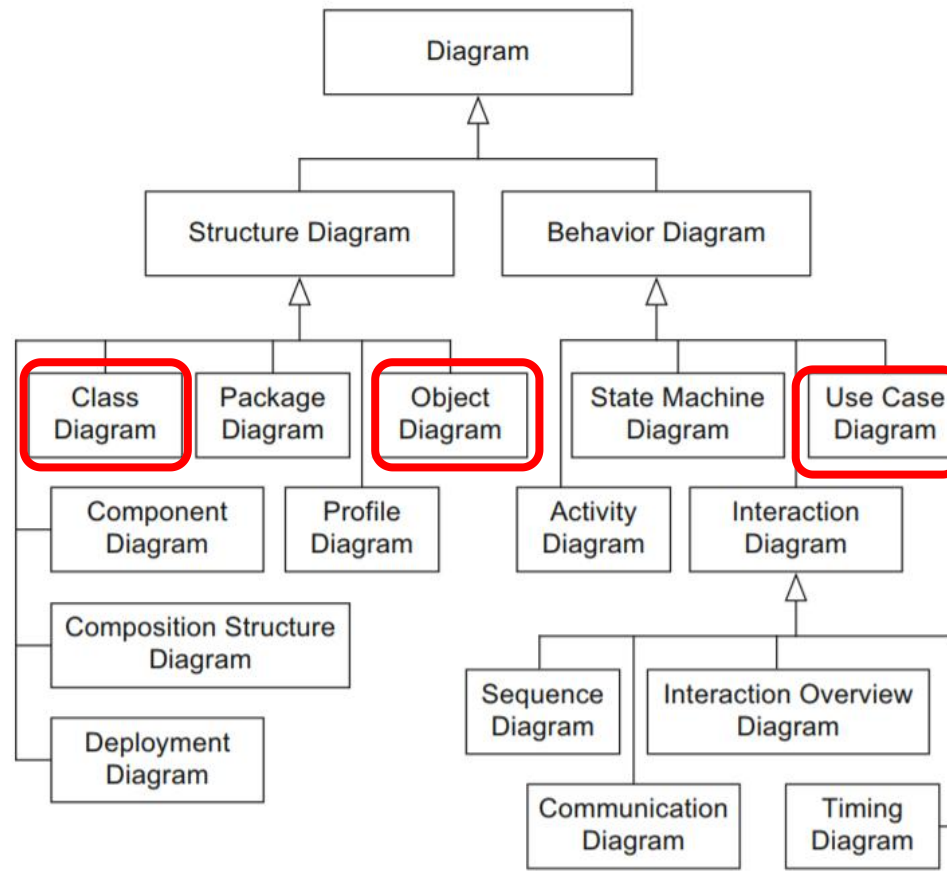 Diagram
Structure Diagram
Behavior Diagram
Class
Diagram
Package
Diagram
Object
Diagram
State Machine
Diagram
Use Case
Diagram
Component
Diagram
Profile
Diagram
Activity
Diagram
Interaction
Diagram
Composition Structure
Diagram
Sequence
Diagram
Interaction Overview
Diagram
Deployment
Diagram
Communication
Diagram
Timing
Diagram